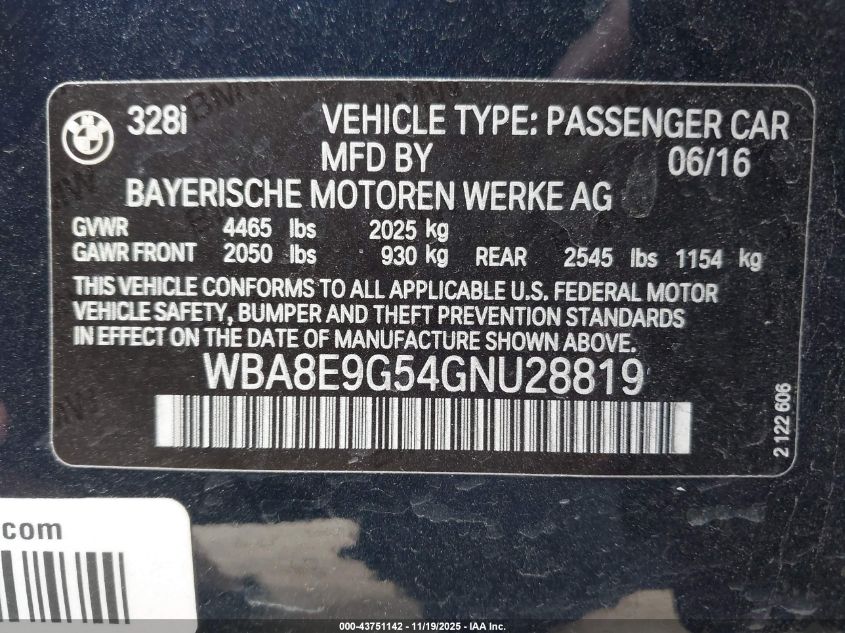 328i VEHICLE TYPE: PASSENGER CAR
MFD BY 06/16
BAYERISCHE MOTOREN WERKE AG
GVWR 4465 lbs 2025 kg
GAWR FRONT 2050 lbs 930 kg REAR 2545 lbs 1154 kg
THIS VEHICLE CONFORMS TO ALL APPLICABLE U.S. FEDERAL MOTOR
VEHICLE SAFETY, BUMPER AND THEFT PREVENTION STANDARDS
IN EFFECT ON THE DATE OF MANUFACTURE SHOWN ABOVE.
WBA8E9G54GNU28819
2 122 606
.com
000-43751142 - 11/19/2025 - IAA Inc.